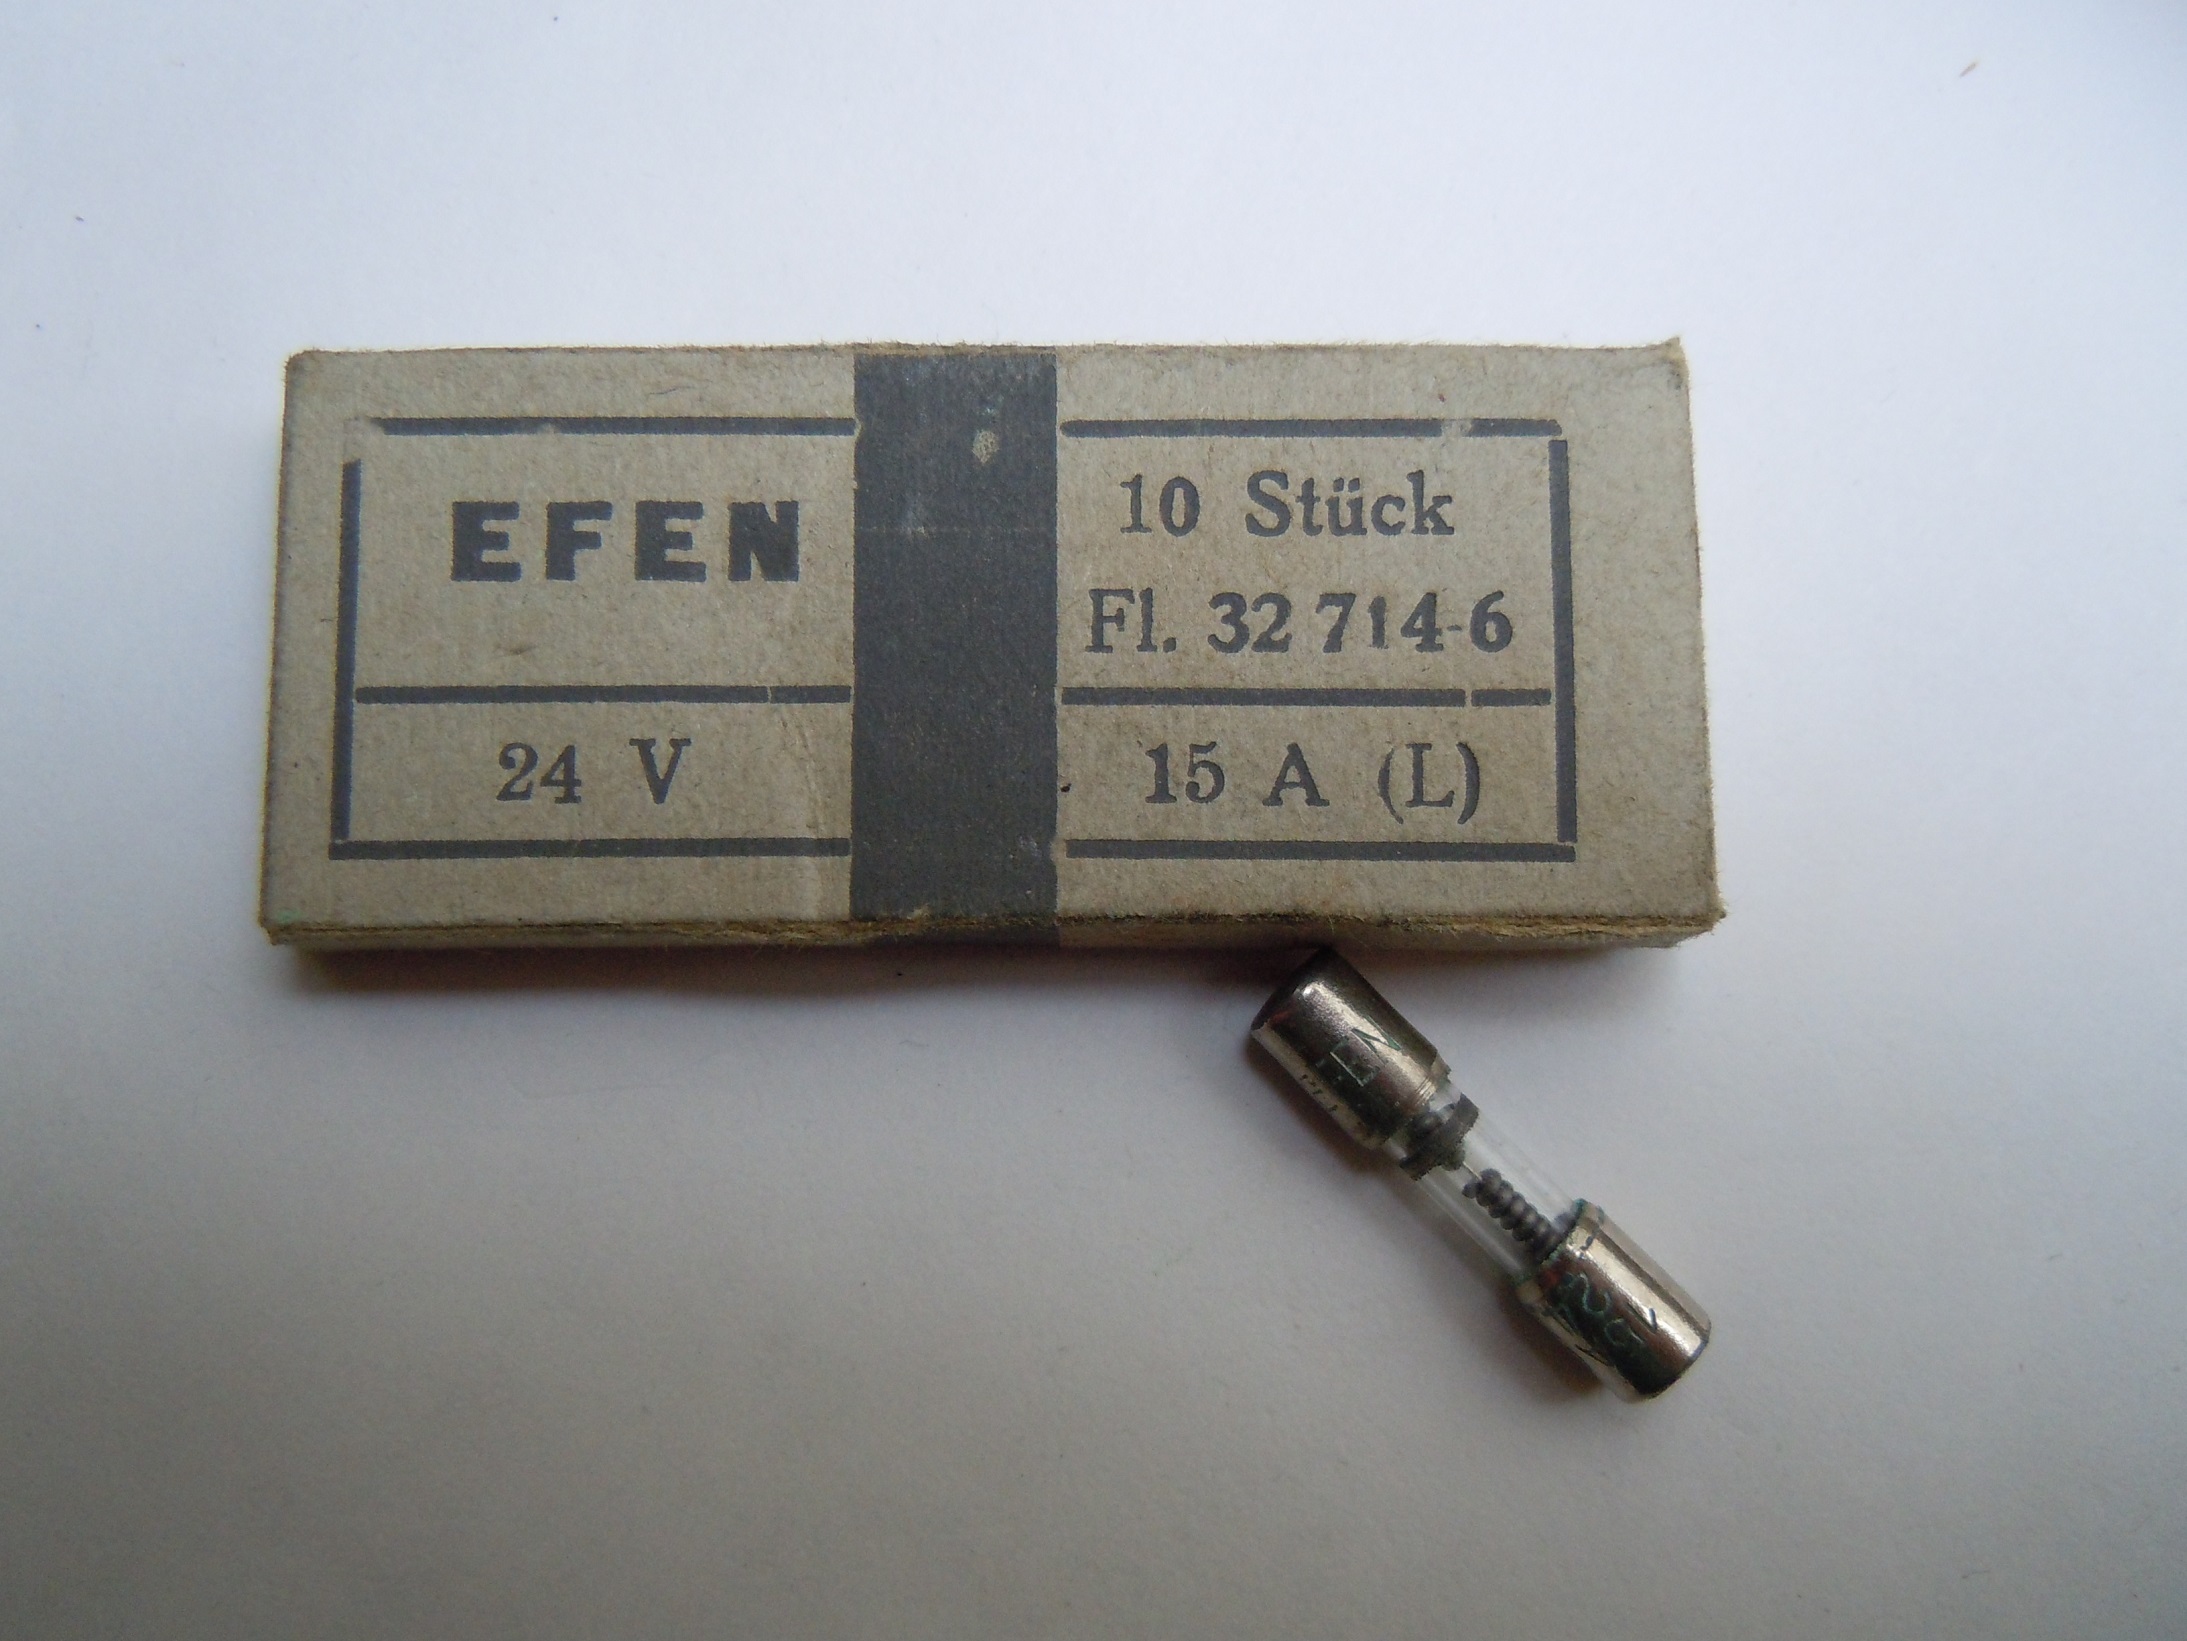 EFEN
10 Stück
Fl. 32 714-6
24 V
15 A (L)